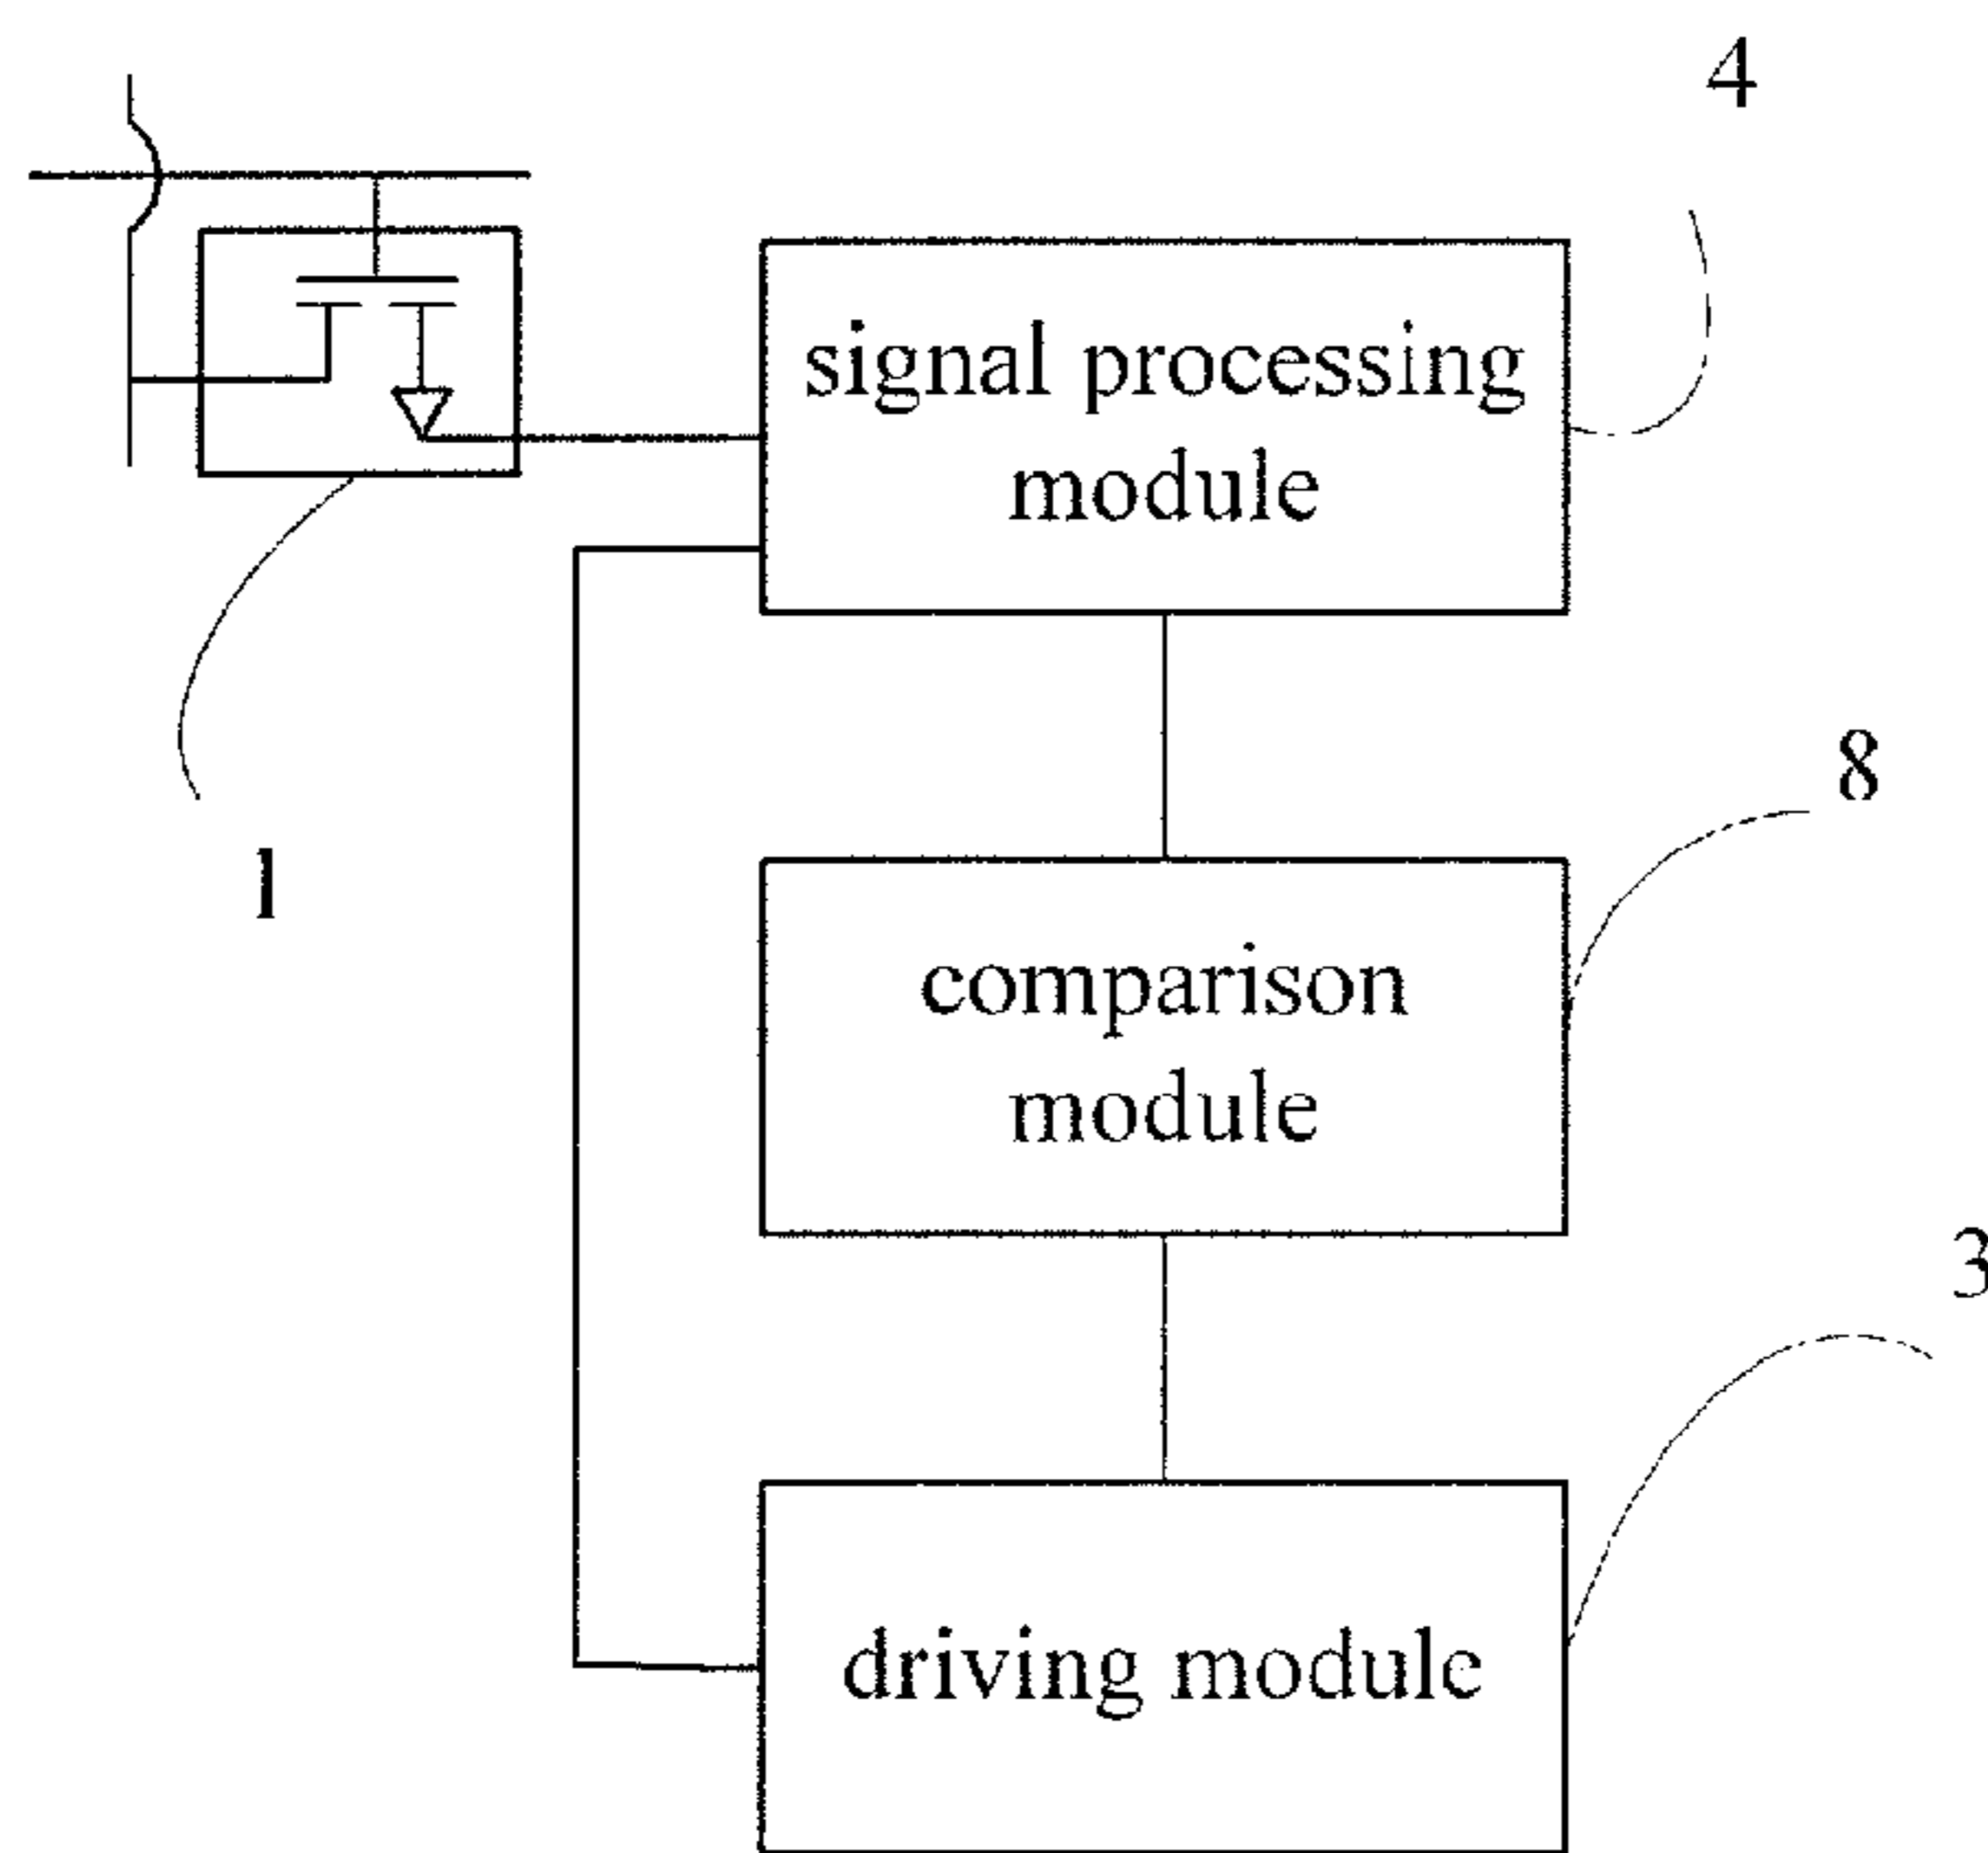 4
signal processing
module
8
1
comparison
module
3
driving module